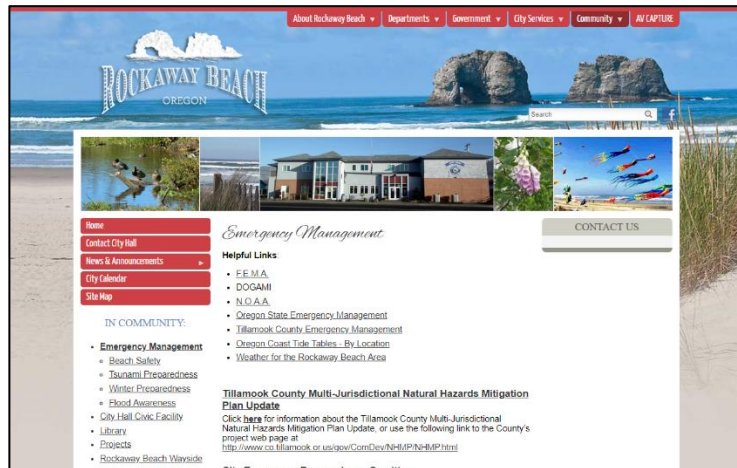 About Rockaway Beach
Departments
Government
City Services
Community
AV CAPTURE
ROCKAWAY BEACH
OREGON
Search
f
Home
Contact City Hall
News & Announcements
City Calendar
Site Map
IN COMMUNITY:
• Emergency Management
○ Beach Safety
○ Tsunami Preparedness
○ Winter Preparedness
○ Flood Awareness
• City Hall Civic Facility
• Library
• Projects
• Rockaway Beach Wayside
Emergency Management
Helpful Links:
• F.E.M.A.
• DOGAMI
• N.O.A.A.
• Oregon State Emergency Management
• Tillamook County Emergency Management
• Oregon Coast Tide Tables - By Location
• Weather for the Rockaway Beach Area
Tillamook County Multi-Jurisdictional Natural Hazards Mitigation
Plan Update
Click here for information about the Tillamook County Multi-Jurisdictional
Natural Hazards Mitigation Plan Update, or use the following link to the County's
project web page at
http://www.co.tillamook.or.us/gov/ComDev/NHMP/NHMP.html
CONTACT US